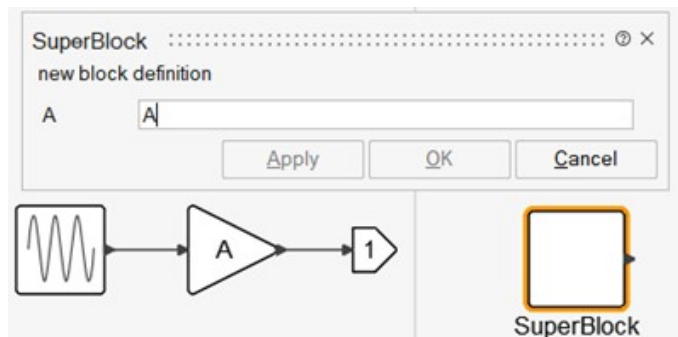 SuperBlock
new block definition
A A
Apply OK Cancel
A 1
SuperBlock